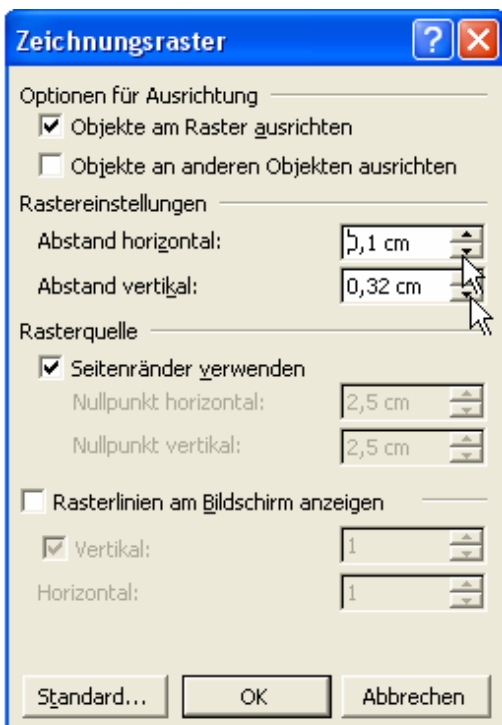 Zeichnungsraster
Optionen für Ausrichtung
Objekte am Raster ausrichten
Objekte an anderen Objekten ausrichten
Rastereinstellungen
Abstand horizontal: 0,1 cm
Abstand vertikal: 0,32 cm
Rasterquelle
Seitenränder verwenden
Nullpunkt horizontal: 2,5 cm
Nullpunkt vertikal: 2,5 cm
Rasterlinien am Bildschirm anzeigen
Vertikal: 1
Horizontal: 1
Standard... OK Abbrechen